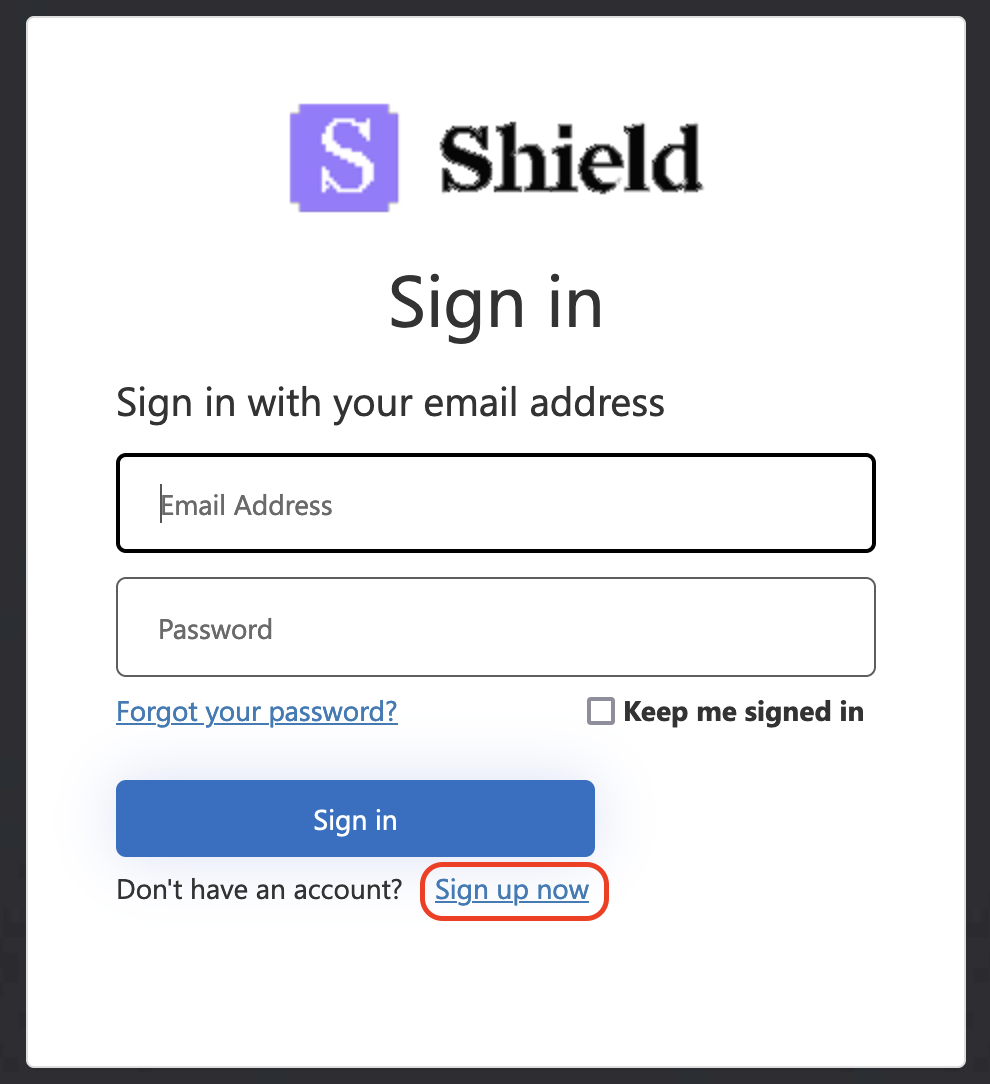 S Shield
Sign in
Sign in with your email address
Email Address
Password
Forgot your password? Keep me signed in
Sign in
Don't have an account? Sign up now